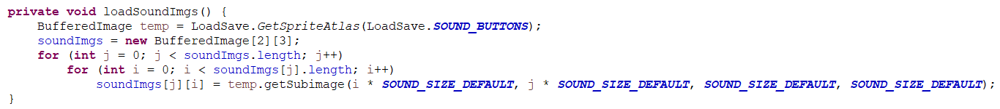 private void loadSoundImgs() {
    BufferedImage temp = LoadSave.GetSpriteAtlas(LoadSave.SOUND_BUTTONS);
    soundImgs = new BufferedImage[2][3];
    for (int j = 0; j < soundImgs.length; j++)
        for (int i = 0; i < soundImgs[j].length; i++)
            soundImgs[j][i] = temp.getSubimage(i * SOUND_SIZE_DEFAULT, j * SOUND_SIZE_DEFAULT, SOUND_SIZE_DEFAULT, SOUND_SIZE_DEFAULT);
}